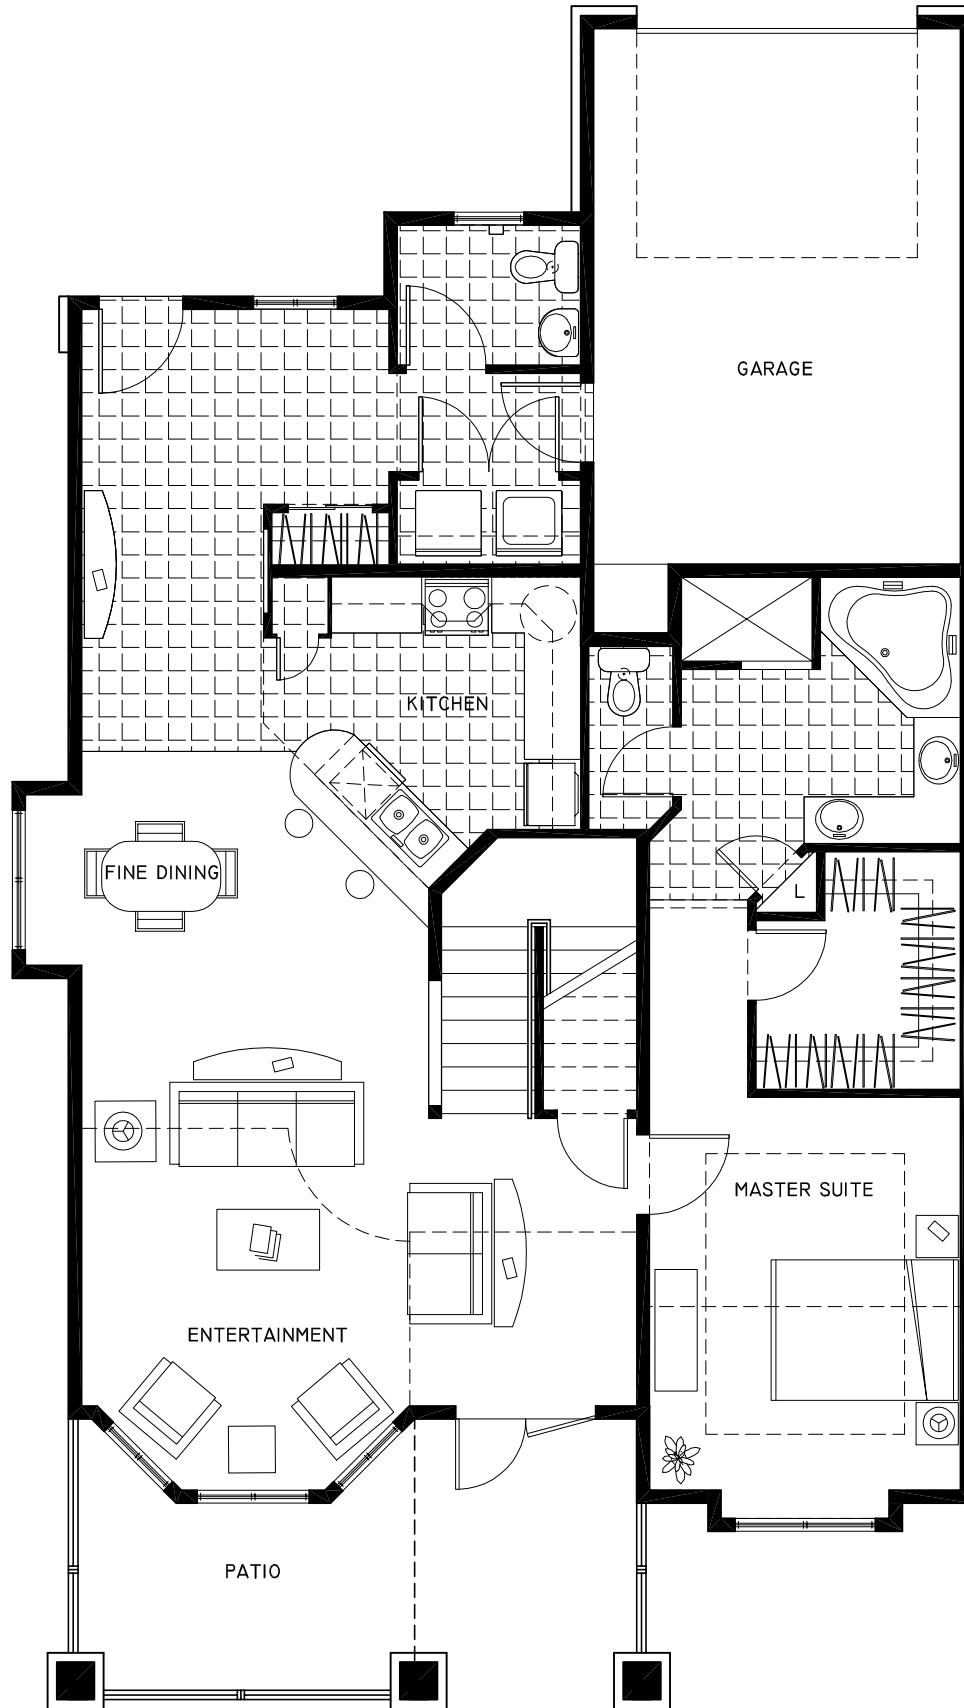 GARAGE
KITCHEN
FINE DINING
L
MASTER SUITE
ENTERTAINMENT
PATIO